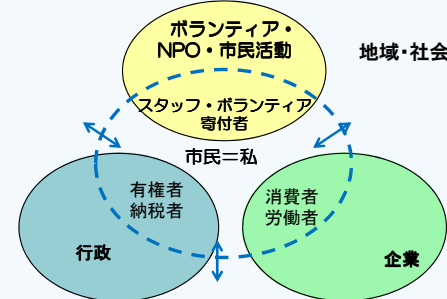 ボランティア・
NPO・市民活動
地域・社会
スタッフ・ボランティア
寄付者
市民＝私
有権者
納税者
消費者
労働者
行政
企業